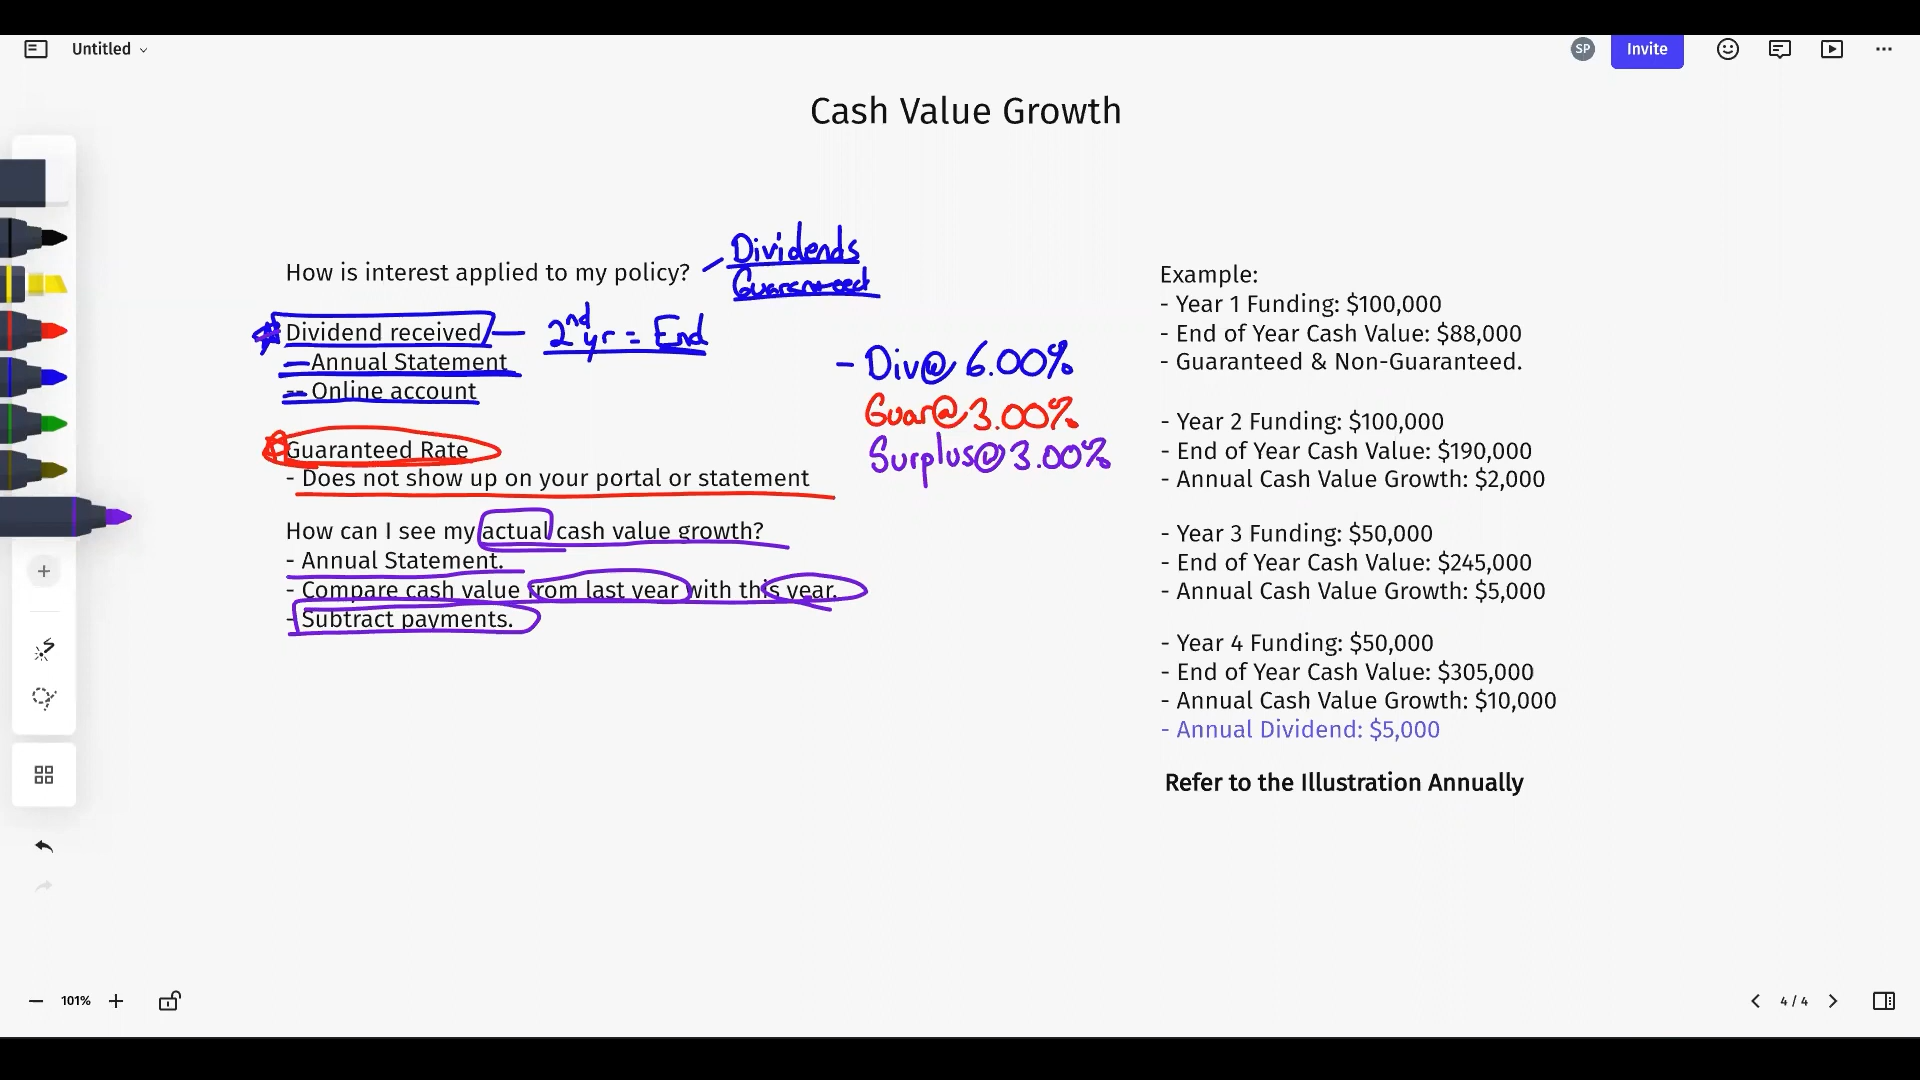 Untitled
SP
Invite
Cash Value Growth
How is interest applied to my policy?
Dividends
Guaranteed
Dividend received
2nd yr = End
- Annual Statement
- Online account
Guaranteed Rate
- Does not show up on your portal or statement
How can I see my actual cash value growth?
- Annual Statement.
- Compare cash value from last year with this year.
- Subtract payments.
- Div@ 6.00%
Guar@ 3.00%
Surplus@ 3.00%
Example:
- Year 1 Funding: $100,000
- End of Year Cash Value: $88,000
- Guaranteed & Non-Guaranteed.
- Year 2 Funding: $100,000
- End of Year Cash Value: $190,000
- Annual Cash Value Growth: $2,000
- Year 3 Funding: $50,000
- End of Year Cash Value: $245,000
- Annual Cash Value Growth: $5,000
- Year 4 Funding: $50,000
- End of Year Cash Value: $305,000
- Annual Cash Value Growth: $10,000
- Annual Dividend: $5,000
Refer to the Illustration Annually
101%
4 / 4